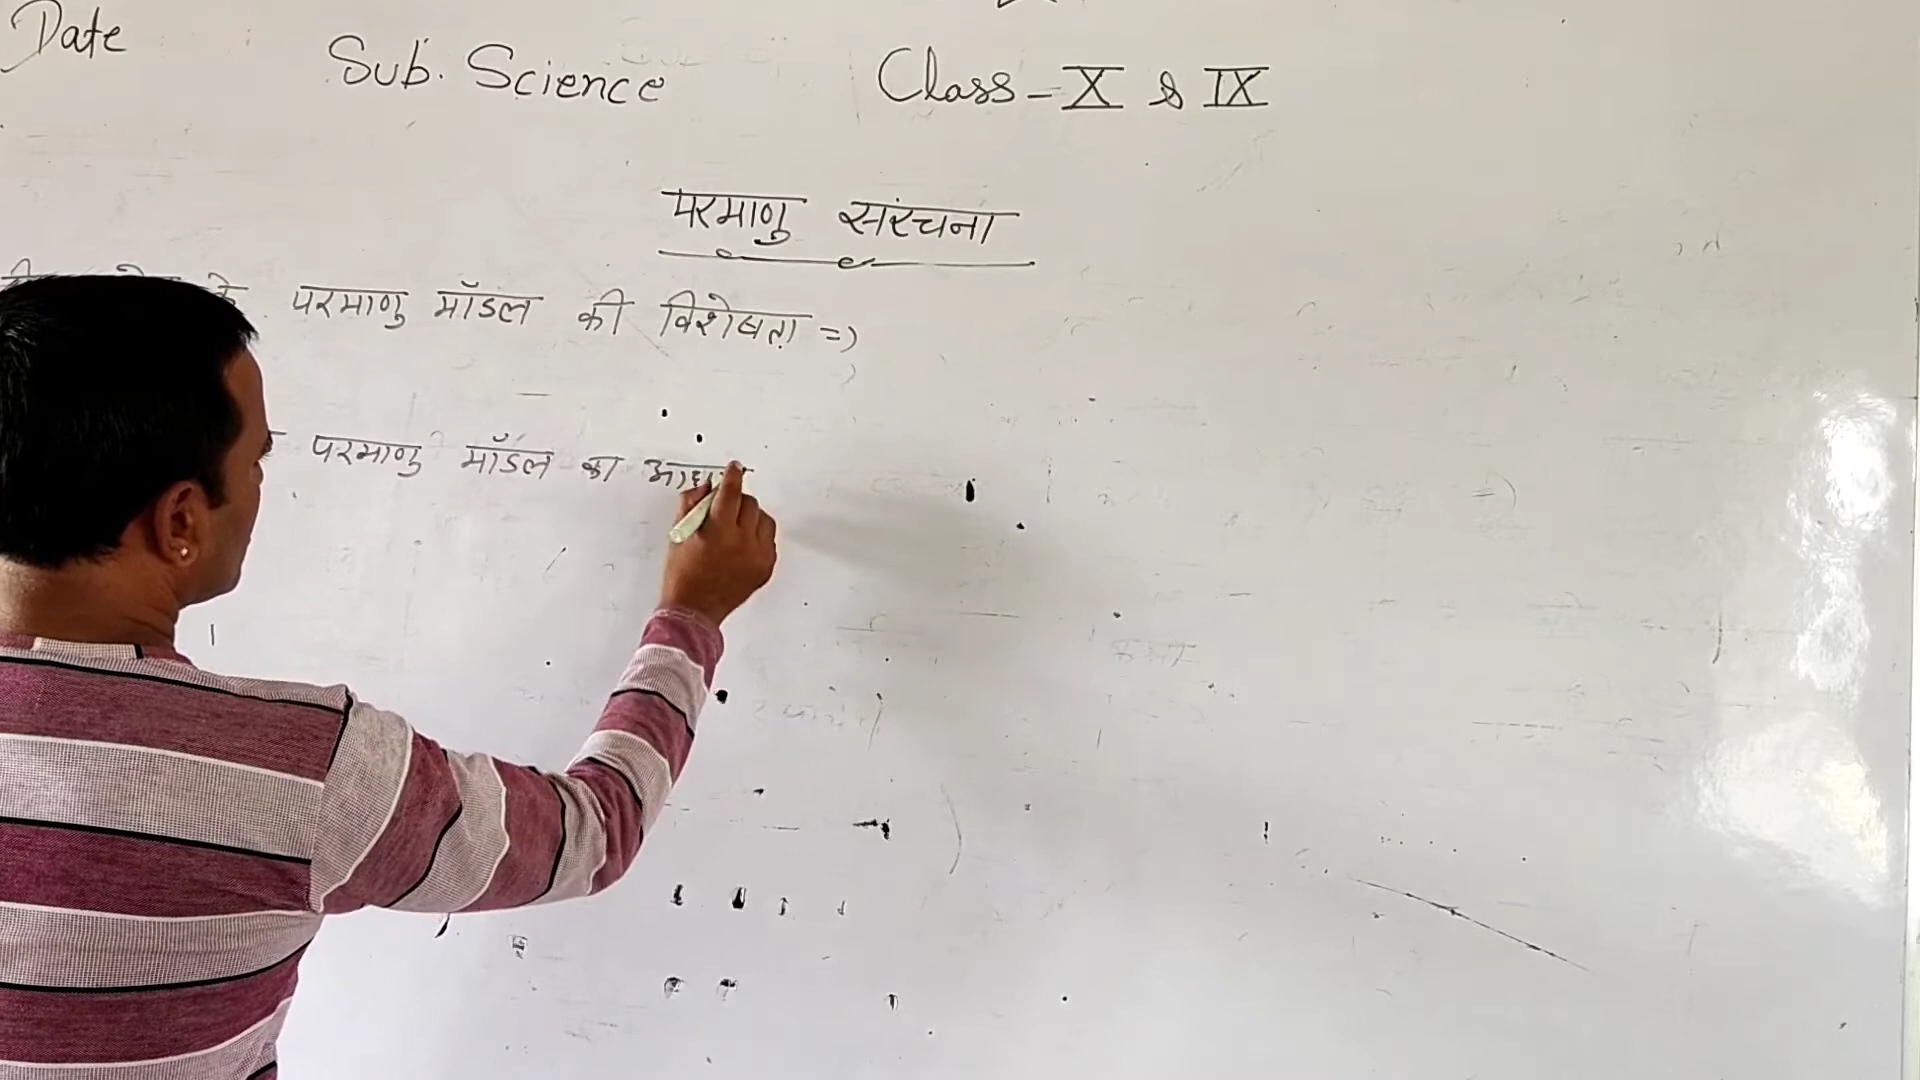 Date
Sub. Science Class - X & IX
परमाणु संरचना
के परमाणु मॉडल की विशेषता =>
परमाणु मॉडल का